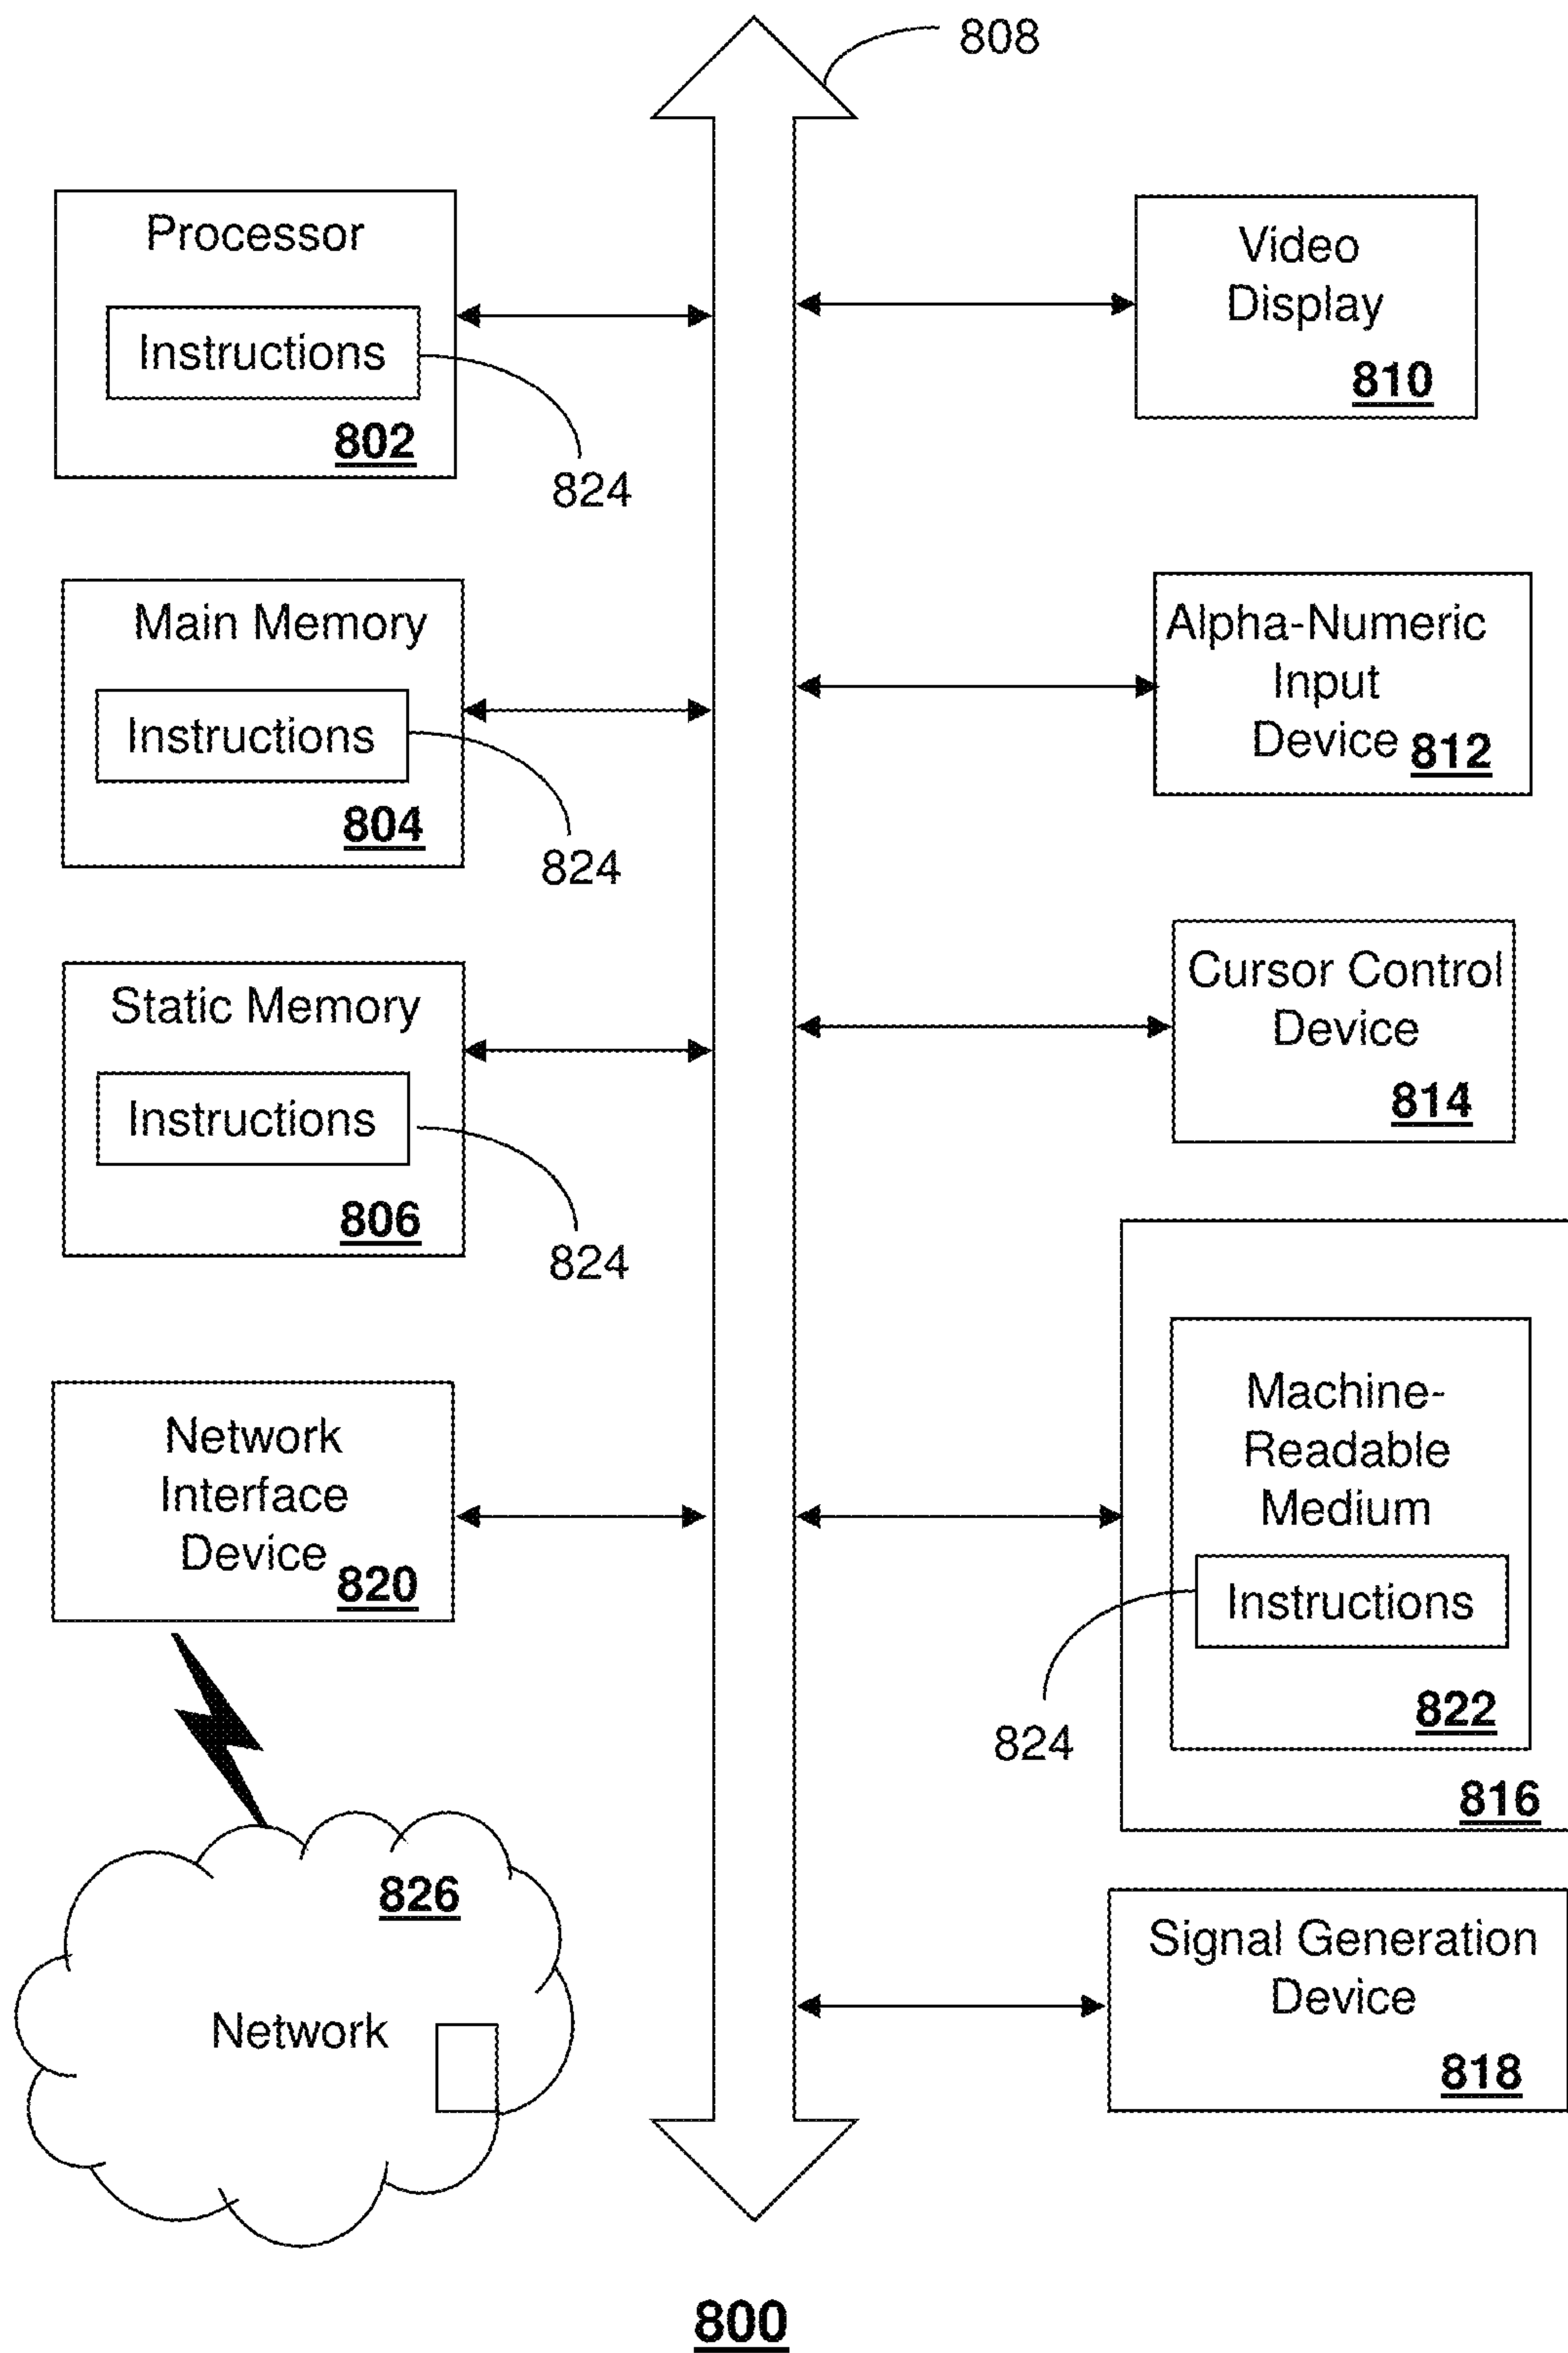 808
Processor
Instructions
802
824
Main Memory
Instructions
804
824
Static Memory
Instructions
806
824
Network
Interface
Device
820
826
Network
Video
Display
810
Alpha-Numeric
Input
Device 812
Cursor Control
Device
814
Machine-
Readable
Medium
Instructions
822
824
816
Signal Generation
Device
818
800